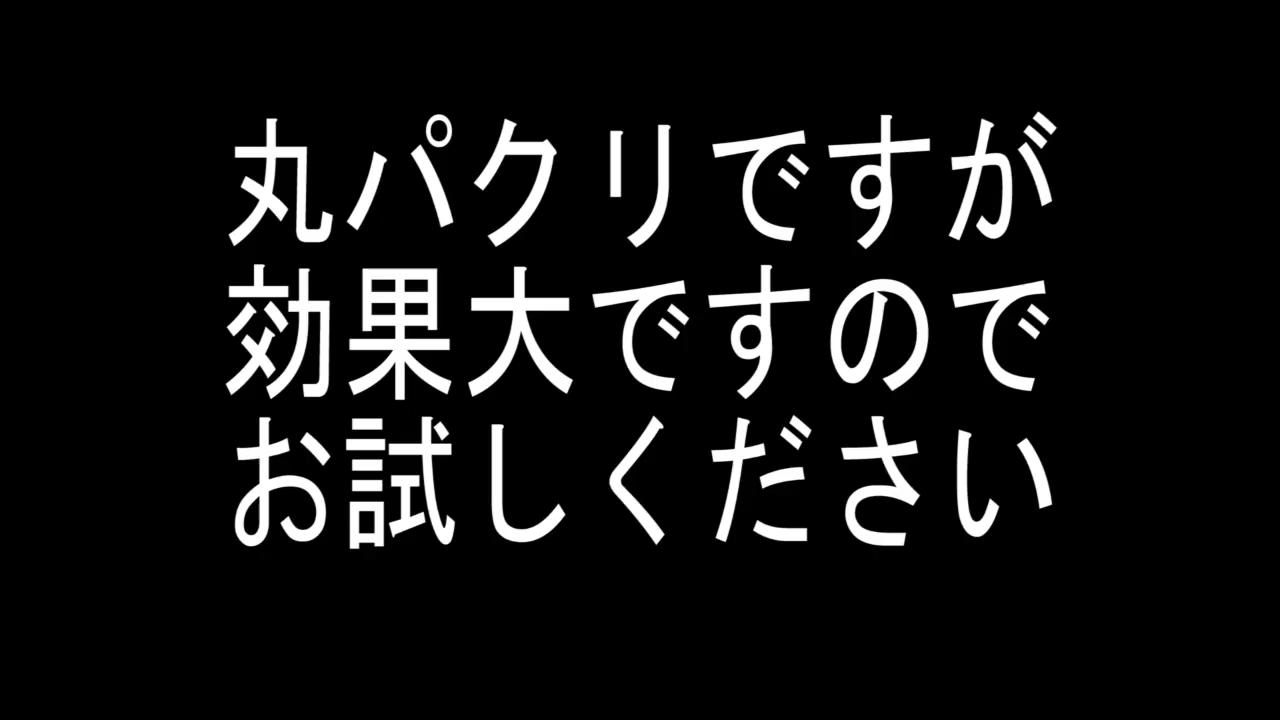 丸パクリですが
効果大ですので
お試しください